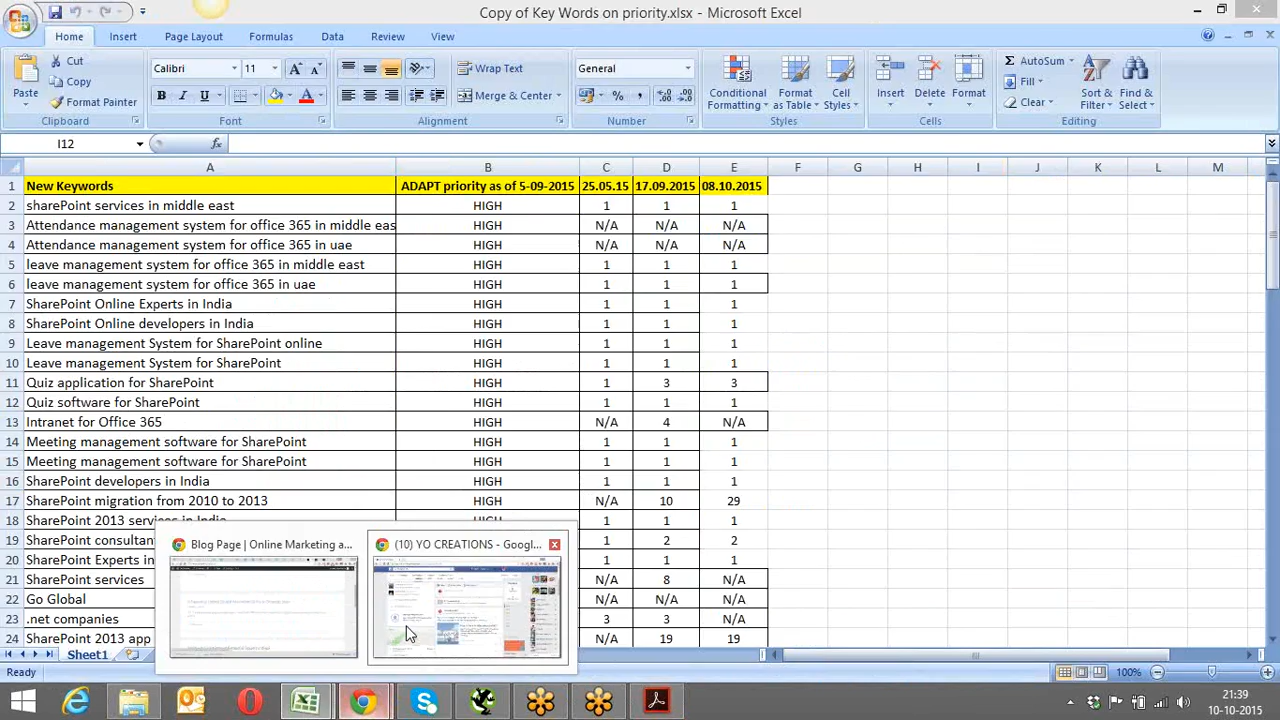 Copy of Key Words on priority.xlsx - Microsoft Excel
Home Insert Page Layout Formulas Data Review View
Paste
Cut
Copy
Format Painter
Clipboard
Calibri 11
B I U
Font
Wrap Text
Merge & Center
Alignment
General
Number
Conditional Formatting
Format as Table
Cell Styles
Styles
Insert Delete Format
Cells
AutoSum
Fill
Clear
Sort & Filter
Find & Select
Editing
I12 fx
A B C D E F G H I J K L M
1 New Keywords ADAPT priority as of 5-09-2015 25.05.15 17.09.2015 08.10.2015
2 sharePoint services in middle east HIGH 1 1 1
3 Attendance management system for office 365 in middle eas HIGH N/A N/A N/A
4 Attendance management system for office 365 in uae HIGH N/A N/A N/A
5 leave management system for office 365 in middle east HIGH 1 1 1
6 leave management system for office 365 in uae HIGH 1 1 1
7 SharePoint Online Experts in India HIGH 1 1 1
8 SharePoint Online developers in India HIGH 1 1 1
9 Leave management System for SharePoint online HIGH 1 1 1
10 Leave management System for SharePoint HIGH 1 1 1
11 Quiz application for SharePoint HIGH 1 3 3
12 Quiz software for SharePoint HIGH 1 1 1
13 Intranet for Office 365 HIGH N/A 4 N/A
14 Meeting management software for SharePoint HIGH 1 1 1
15 Meeting management software for SharePoint HIGH 1 1 1
16 SharePoint developers in India HIGH 1 1 1
17 SharePoint migration from 2010 to 2013 HIGH N/A 10 29
18 SharePoint 2013 services in India HIGH 1 1 1
19 SharePoint consultan 1 2 2
20 SharePoint Experts in 1 1 1
21 SharePoint services N/A 8 N/A
22 Go Global N/A N/A N/A
23 .net companies 3 3 N/A
24 SharePoint 2013 app N/A 19 19
Blog Page | Online Marketing a...
(10) YO CREATIONS - Googl...
Sheet1
Ready 100%
21:39
10-10-2015